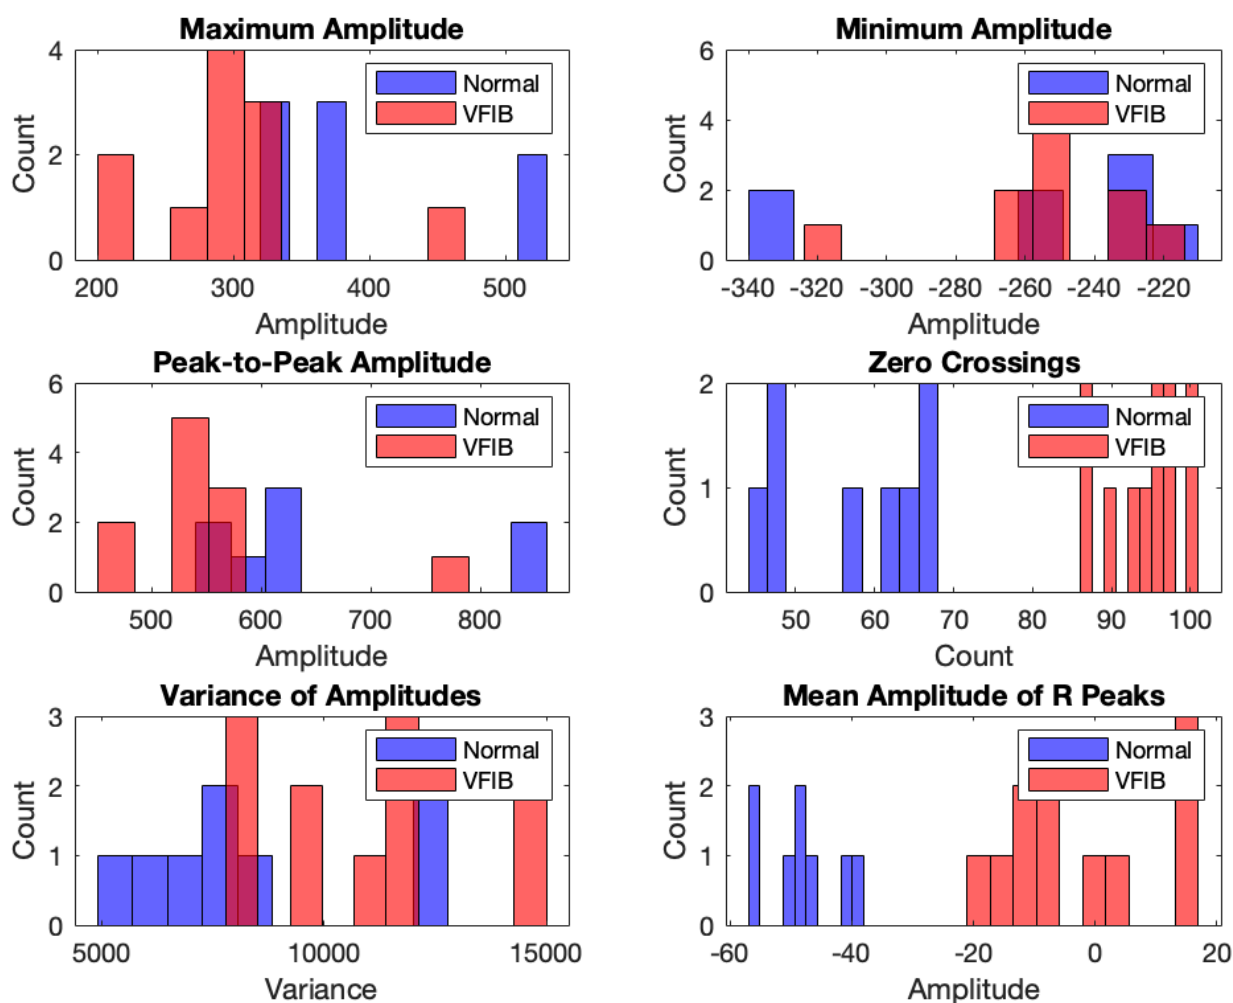 Maximum Amplitude
Count
4
2
0
Normal
VFIB
200 300 400 500
Amplitude
Minimum Amplitude
Count
6
4
2
0
Normal
VFIB
-340 -320 -300 -280 -260 -240 -220
Amplitude
Peak-to-Peak Amplitude
Count
6
4
2
0
Normal
VFIB
500 600 700 800
Amplitude
Zero Crossings
Count
2
1
0
Normal
VFIB
50 60 70 80 90 100
Count
Variance of Amplitudes
Count
3
2
1
0
Normal
VFIB
5000 10000 15000
Variance
Mean Amplitude of R Peaks
Count
3
2
1
0
Normal
VFIB
-60 -40 -20 0 20
Amplitude